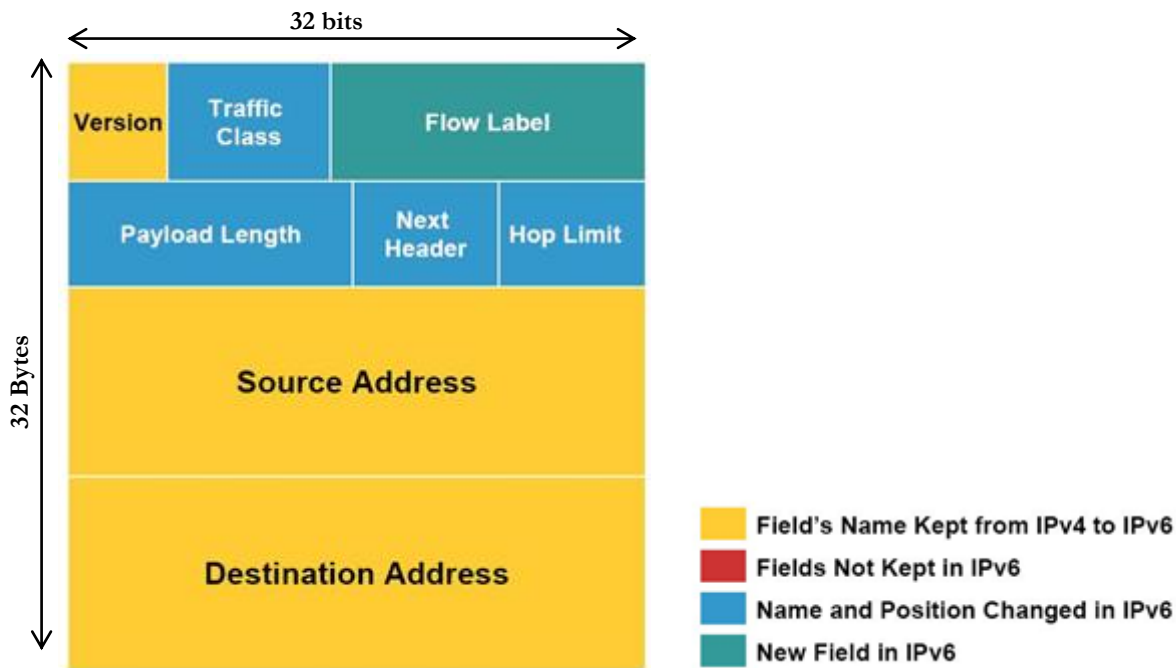 32 bits
Version
Traffic
Class
Flow Label
Payload Length
Next
Header
Hop Limit
32 Bytes
Source Address
Destination Address
Field's Name Kept from IPv4 to IPv6
Fields Not Kept in IPv6
Name and Position Changed in IPv6
New Field in IPv6